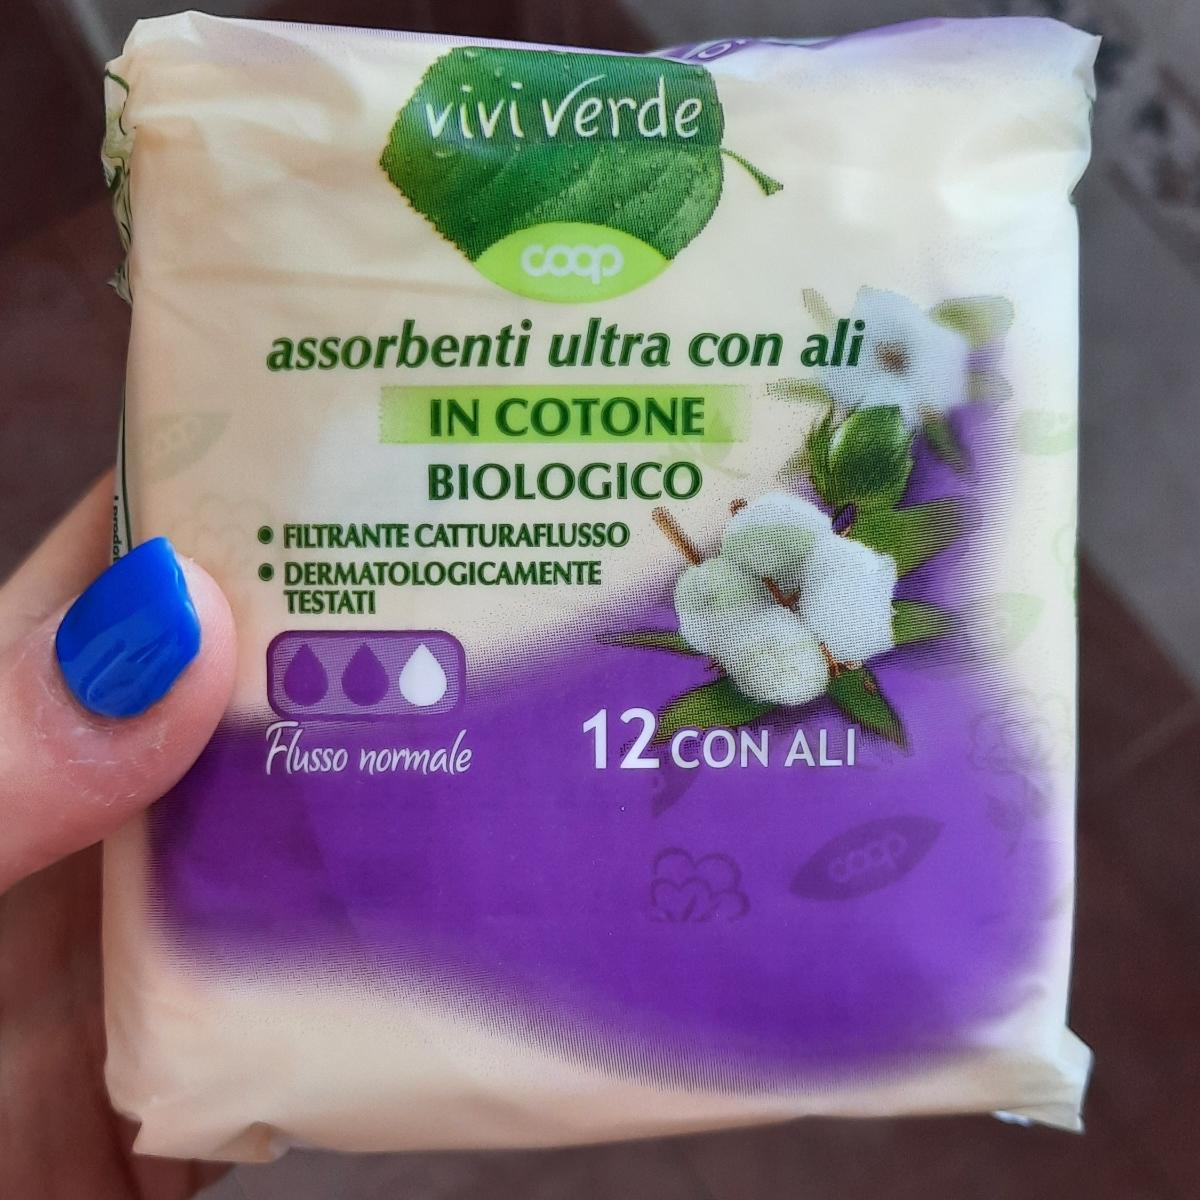 vivi verde
coop
assorbenti ultra con ali
IN COTONE
BIOLOGICO
• FILTRANTE CATTURAFLUSSO
• DERMATOLOGICAMENTE
TESTATI
Flusso normale
12 CON ALI
coop